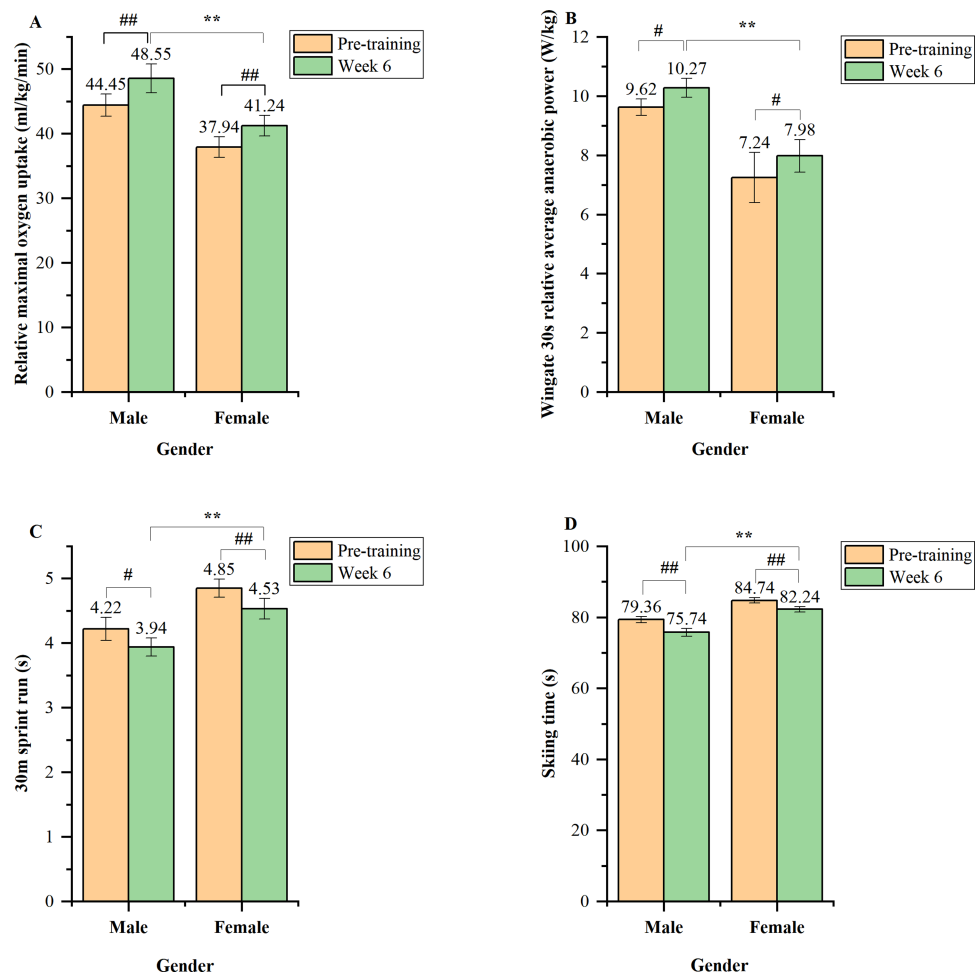 A
Relative maximal oxygen uptake (ml/kg/min)
0
10
20
30
40
50
##
**
##
44.45
48.55
37.94
41.24
Pre-training
Week 6
Male
Female
Gender
B
Wingate 30s relative average anaerobic power (W/kg)
0
2
4
6
8
10
12
#
**
#
9.62
10.27
7.24
7.98
Pre-training
Week 6
Male
Female
Gender
C
30m sprint run (s)
0
1
2
3
4
5
**
#
##
4.22
3.94
4.85
4.53
Pre-training
Week 6
Male
Female
Gender
D
Skiing time (s)
0
20
40
60
80
100
**
##
##
79.36
75.74
84.74
82.24
Pre-training
Week 6
Male
Female
Gender